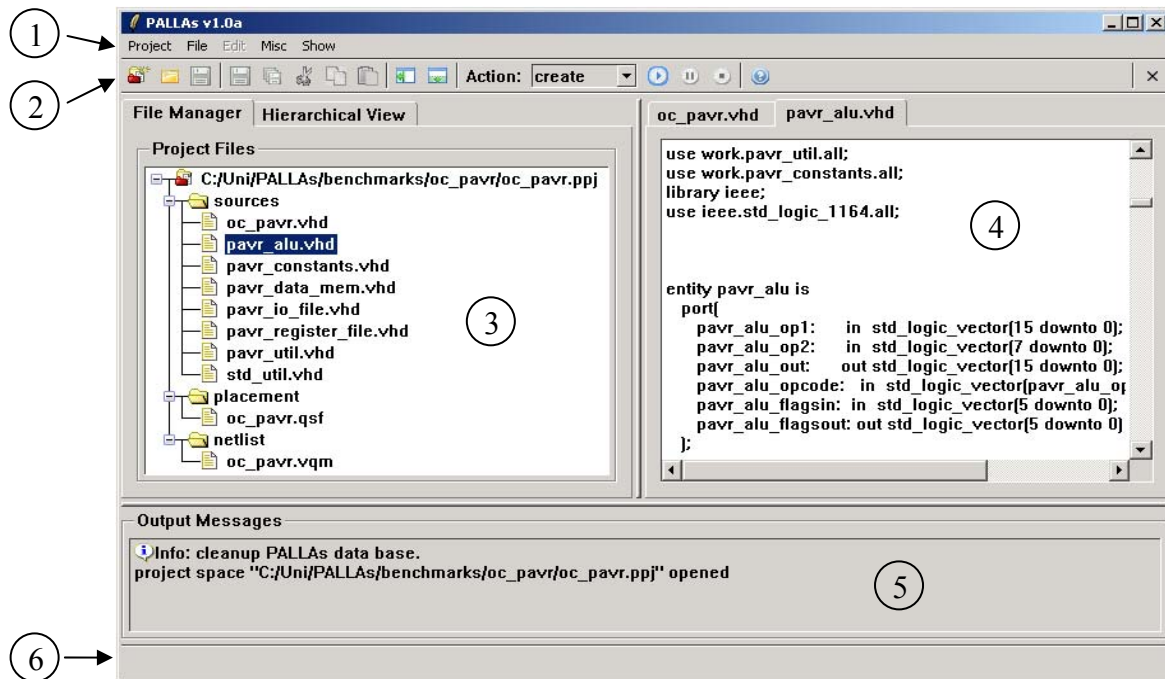 PALLAs v1.0a
1
Project File Edit Misc Show
2
Action: create
File Manager Hierarchical View
Project Files
C:/Uni/PALLAs/benchmarks/oc_pavr/oc_pavr.ppj
sources
oc_pavr.vhd
pavr_alu.vhd
pavr_constants.vhd
pavr_data_mem.vhd
pavr_io_file.vhd
pavr_register_file.vhd
pavr_util.vhd
std_util.vhd
placement
oc_pavr.qsf
netlist
oc_pavr.vqm
3
oc_pavr.vhd pavr_alu.vhd
use work.pavr_util.all;
use work.pavr_constants.all;
library ieee;
use ieee.std_logic_1164.all;
4
entity pavr_alu is
port(
pavr_alu_op1: in std_logic_vector(15 downto 0);
pavr_alu_op2: in std_logic_vector(7 downto 0);
pavr_alu_out: out std_logic_vector(15 downto 0);
pavr_alu_opcode: in std_logic_vector(pavr_alu_op
pavr_alu_flagsin: in std_logic_vector(5 downto 0);
pavr_alu_flagsout: out std_logic_vector(5 downto 0)
);
Output Messages
Info: cleanup PALLAs data base.
project space "C:/Uni/PALLAs/benchmarks/oc_pavr/oc_pavr.ppj" opened
5
6